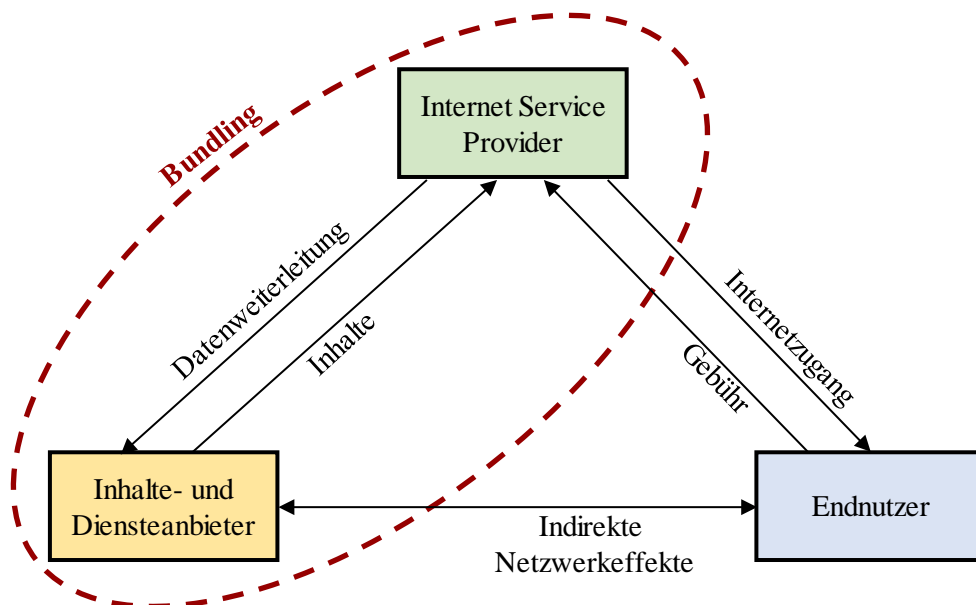 Internet Service
Provider
Bundling
Datenweiterleitung
Inhalte
Internetzugang
Gebühr
Inhalte- und
Diensteanbieter
Endnutzer
Indirekte
Netzwerkeffekte